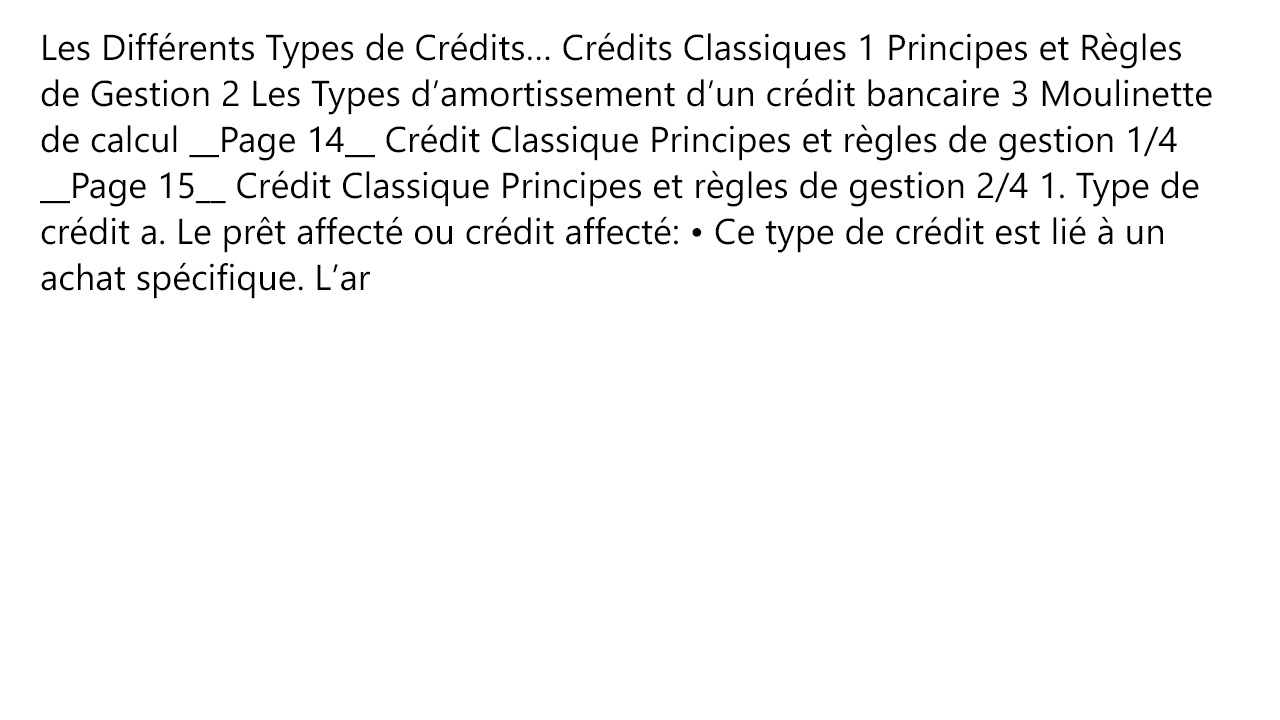 Les Différents Types de Crédits... Crédits Classiques 1 Principes et Règles
de Gestion 2 Les Types d’amortissement d’un crédit bancaire 3 Moulinette
de calcul __Page 14__ Crédit Classique Principes et règles de gestion 1/4
__Page 15__ Crédit Classique Principes et règles de gestion 2/4 1. Type de
crédit a. Le prêt affecté ou crédit affecté: • Ce type de crédit est lié à un
achat spécifique. L’ar